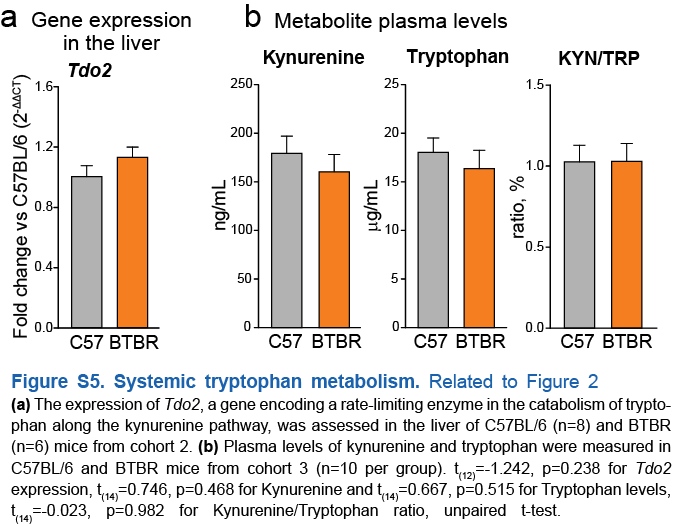 a Gene expression
in the liver
Tdo2
Fold change vs C57BL/6 (2-ΔΔCT)
1.6
1.2
1.0
0.4
0.0
C57 BTBR
b Metabolite plasma levels
Kynurenine
ng/mL
250
200
150
100
50
0
C57 BTBR
Tryptophan
µg/mL
25
20
15
10
5
0
C57 BTBR
KYN/TRP
ratio, %
1.5
1.0
0.5
0.0
C57 BTBR
Figure S5. Systemic tryptophan metabolism. Related to Figure 2
(a) The expression of Tdo2, a gene encoding a rate-limiting enzyme in the catabolism of trypto-
phan along the kynurenine pathway, was assessed in the liver of C57BL/6 (n=8) and BTBR
(n=6) mice from cohort 2. (b) Plasma levels of kynurenine and tryptophan were measured in
C57BL/6 and BTBR mice from cohort 3 (n=10 per group). t(12)=-1.242, p=0.238 for Tdo2
expression, t(14)=0.746, p=0.468 for Kynurenine and t(14)=0.667, p=0.515 for Tryptophan levels,
t(14)=-0.023, p=0.982 for Kynurenine/Tryptophan ratio, unpaired t-test.